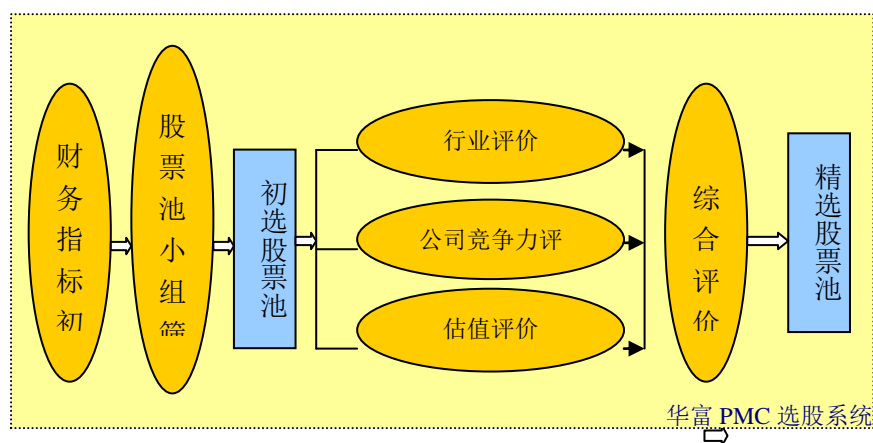 财务指标初
股票池小组筛
初选股票池
行业评价
公司竞争力评
估值评价
综合评价
精选股票池
华富 PMC 选股系统